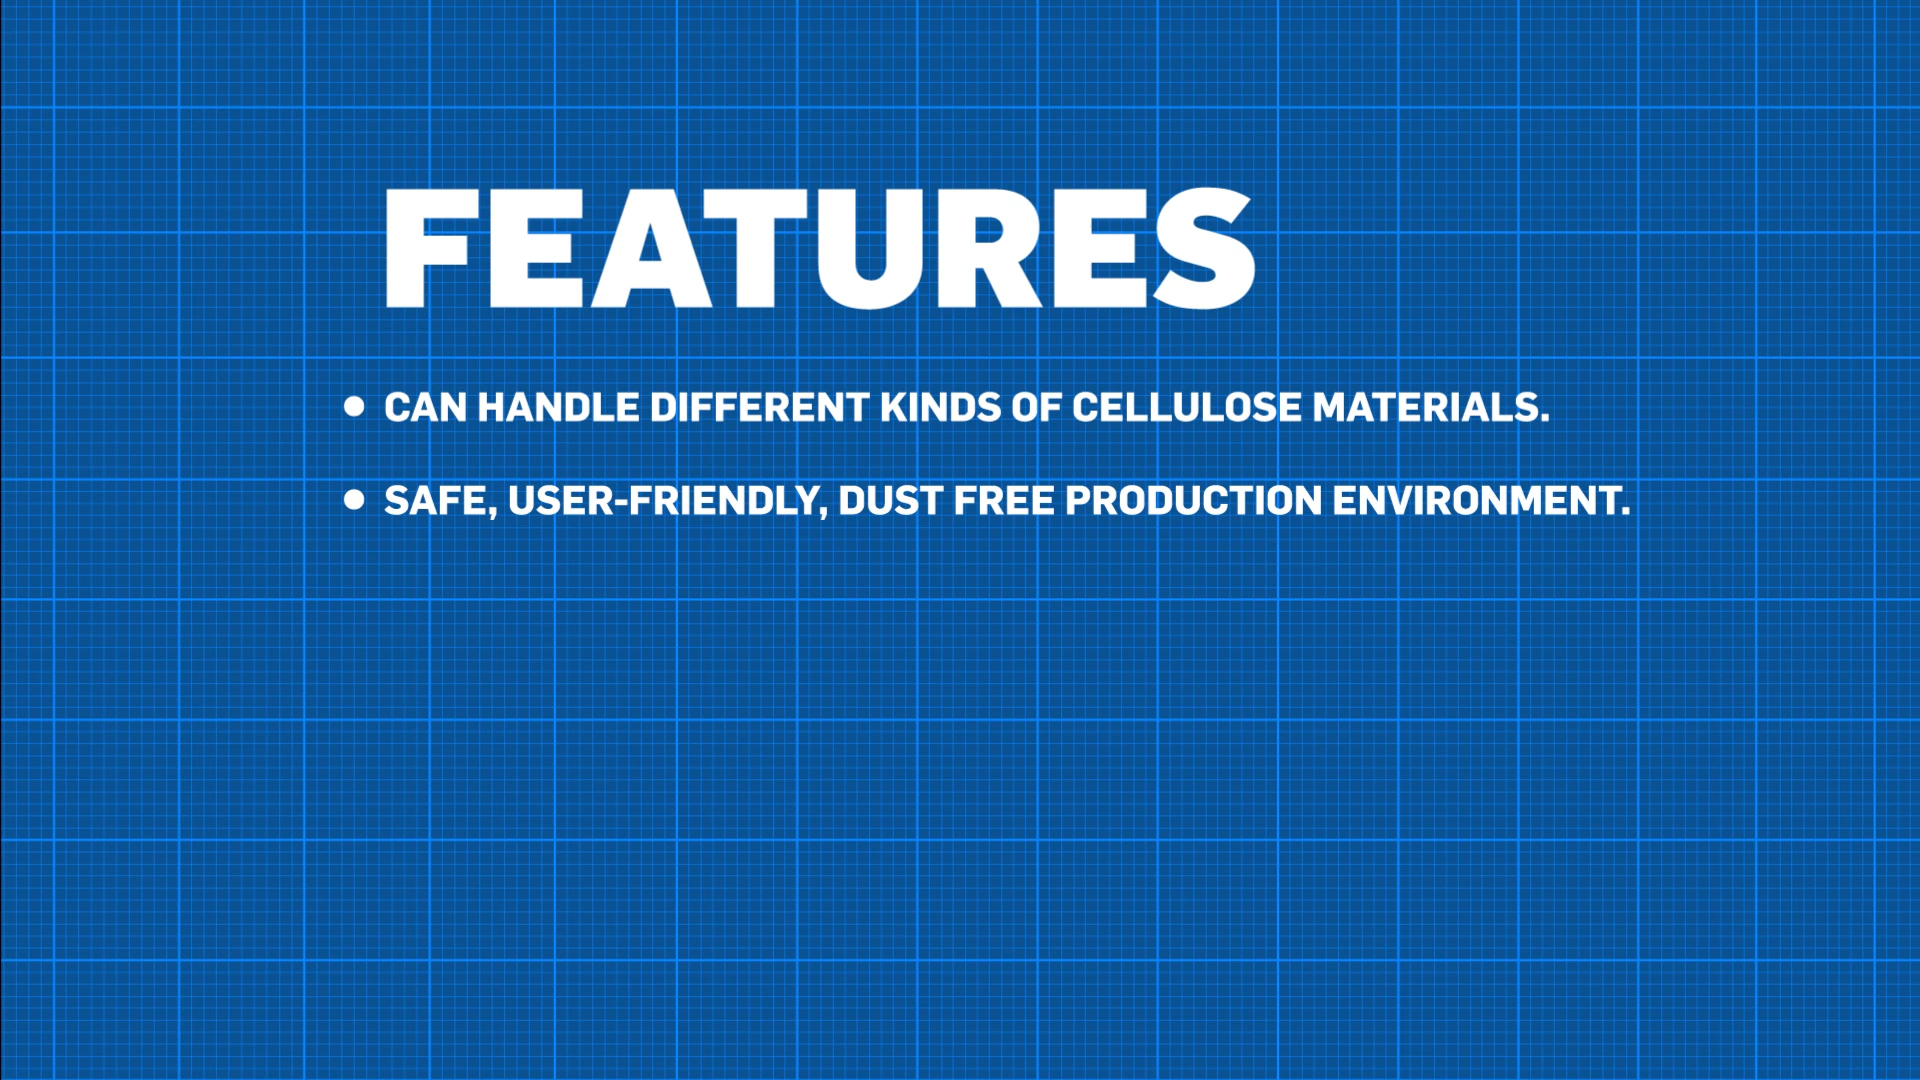 FEATURES
• CAN HANDLE DIFFERENT KINDS OF CELLULOSE MATERIALS.
• SAFE, USER-FRIENDLY, DUST FREE PRODUCTION ENVIRONMENT.